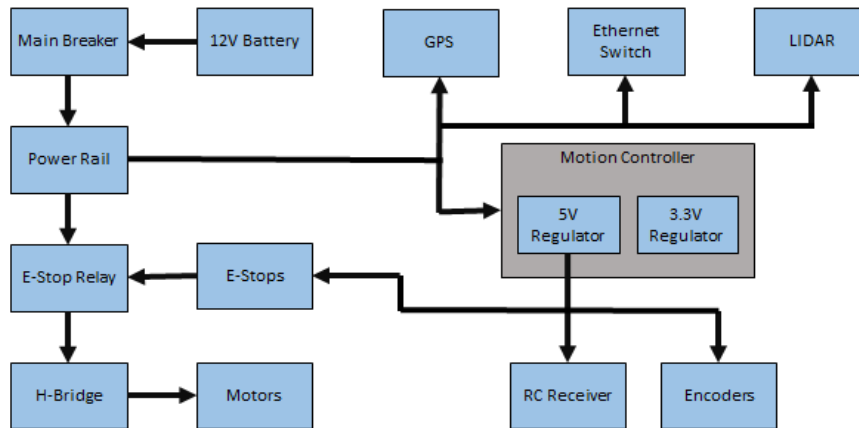 Main Breaker
12V Battery
GPS
Ethernet
Switch
LIDAR
Power Rail
Motion Controller
5V
Regulator
3.3V
Regulator
E-Stop Relay
E-Stops
H-Bridge
Motors
RC Receiver
Encoders